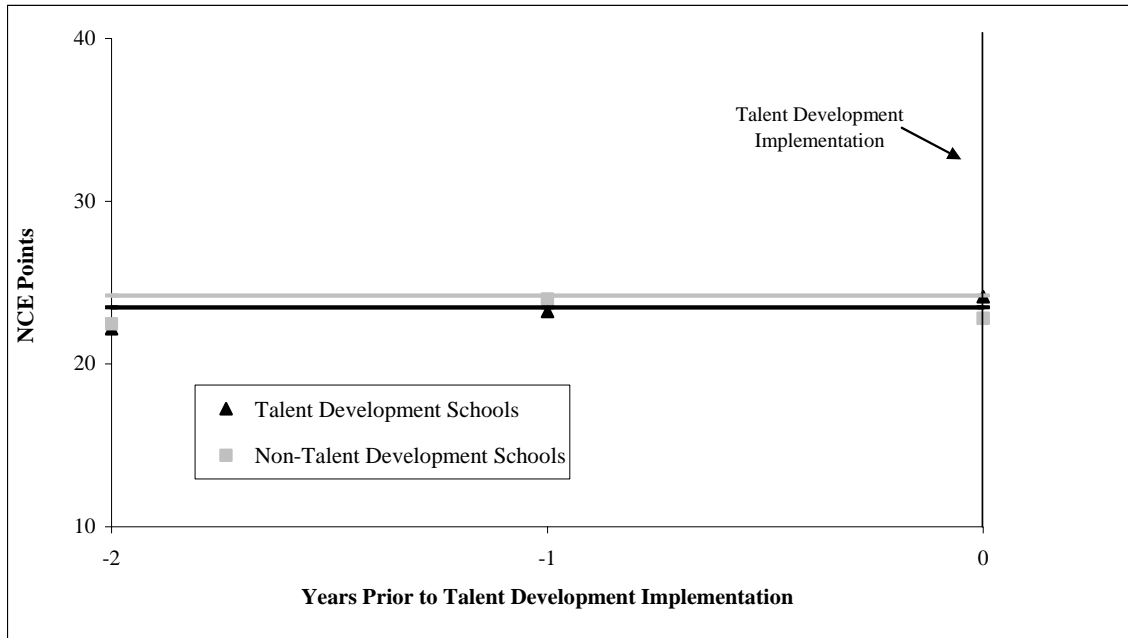 40
Talent Development
Implementation
30
NCE Points
20
Talent Development Schools
Non-Talent Development Schools
10
-2
-1
0
Years Prior to Talent Development Implementation